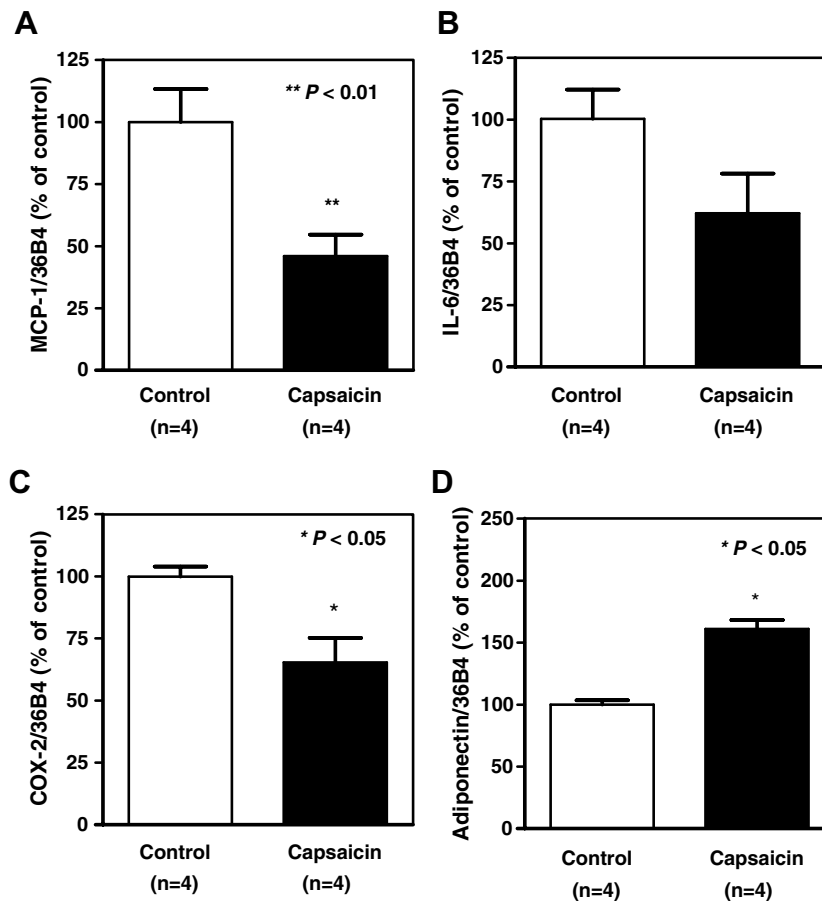 A
MCP-1/36B4 (% of control)
125
100
75
50
25
0
** P < 0.01
**
Control
Capsaicin
(n=4)
(n=4)
B
IL-6/36B4 (% of control)
125
100
75
50
25
0
Control
Capsaicin
(n=4)
(n=4)
C
COX-2/36B4 (% of control)
125
100
75
50
25
0
* P < 0.05
*
Control
Capsaicin
(n=4)
(n=4)
D
Adiponectin/36B4 (% of control)
250
200
150
100
50
0
* P < 0.05
*
Control
Capsaicin
(n=4)
(n=4)